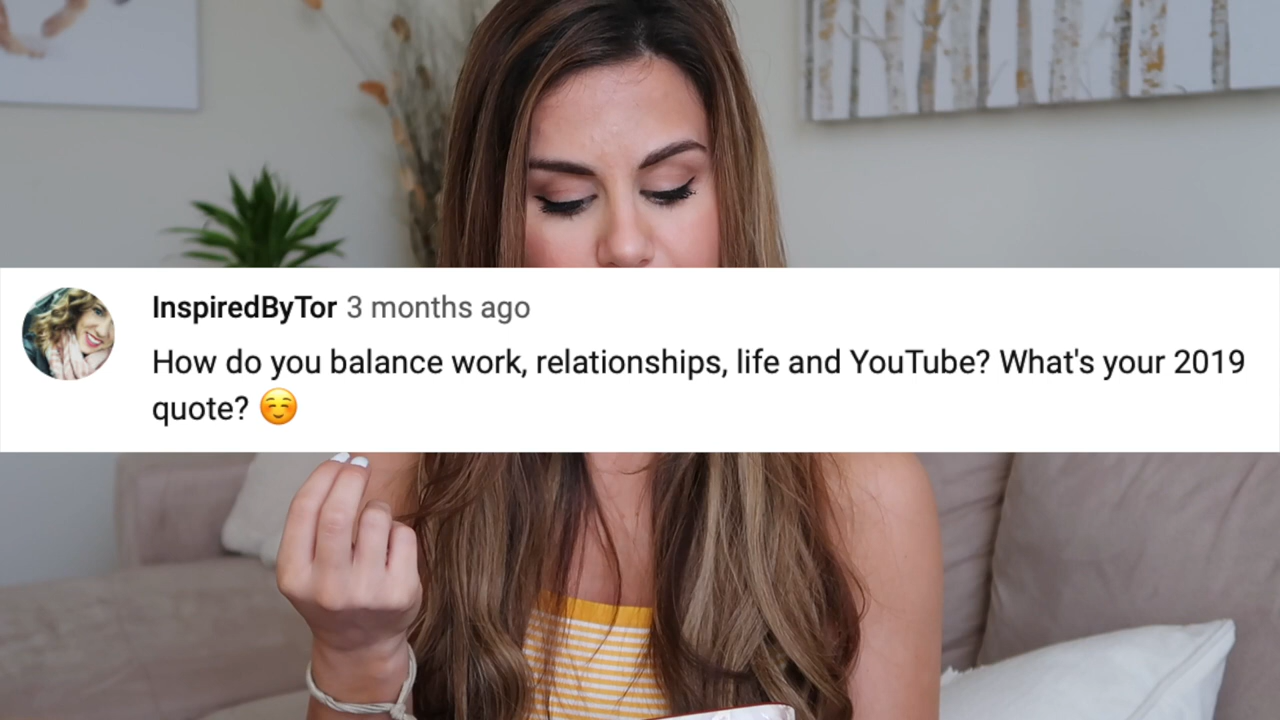 InspiredByTor 3 months ago
How do you balance work, relationships, life and YouTube? What's your 2019
quote? ☺️